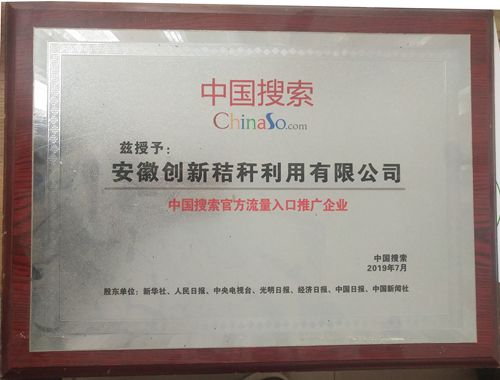 中国搜索
ChinaSo.com
兹授予：
安徽创新秸秆利用有限公司
中国搜索官方流量入口推广企业
中国搜索
2019年7月
股东单位：新华社、人民日报、中央电视台、光明日报、经济日报、中国日报、中国新闻社